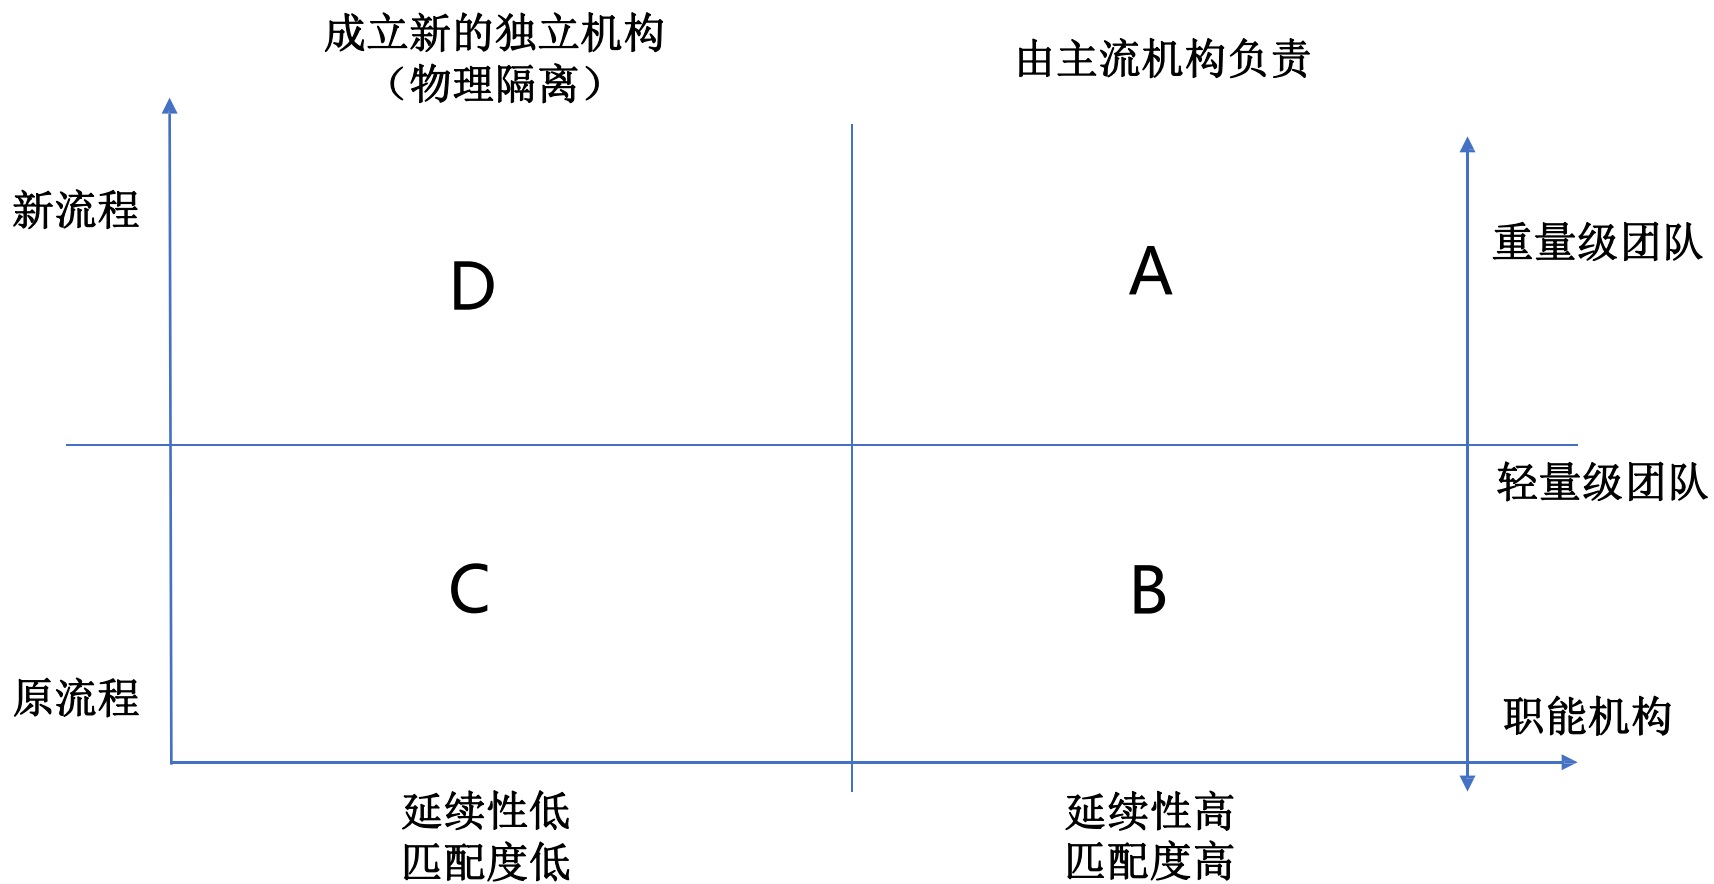 成立新的独立机构
（物理隔离）
由主流机构负责
新流程
重量级团队
D
A
轻量级团队
C
B
原流程
职能机构
延续性低
匹配度低
延续性高
匹配度高